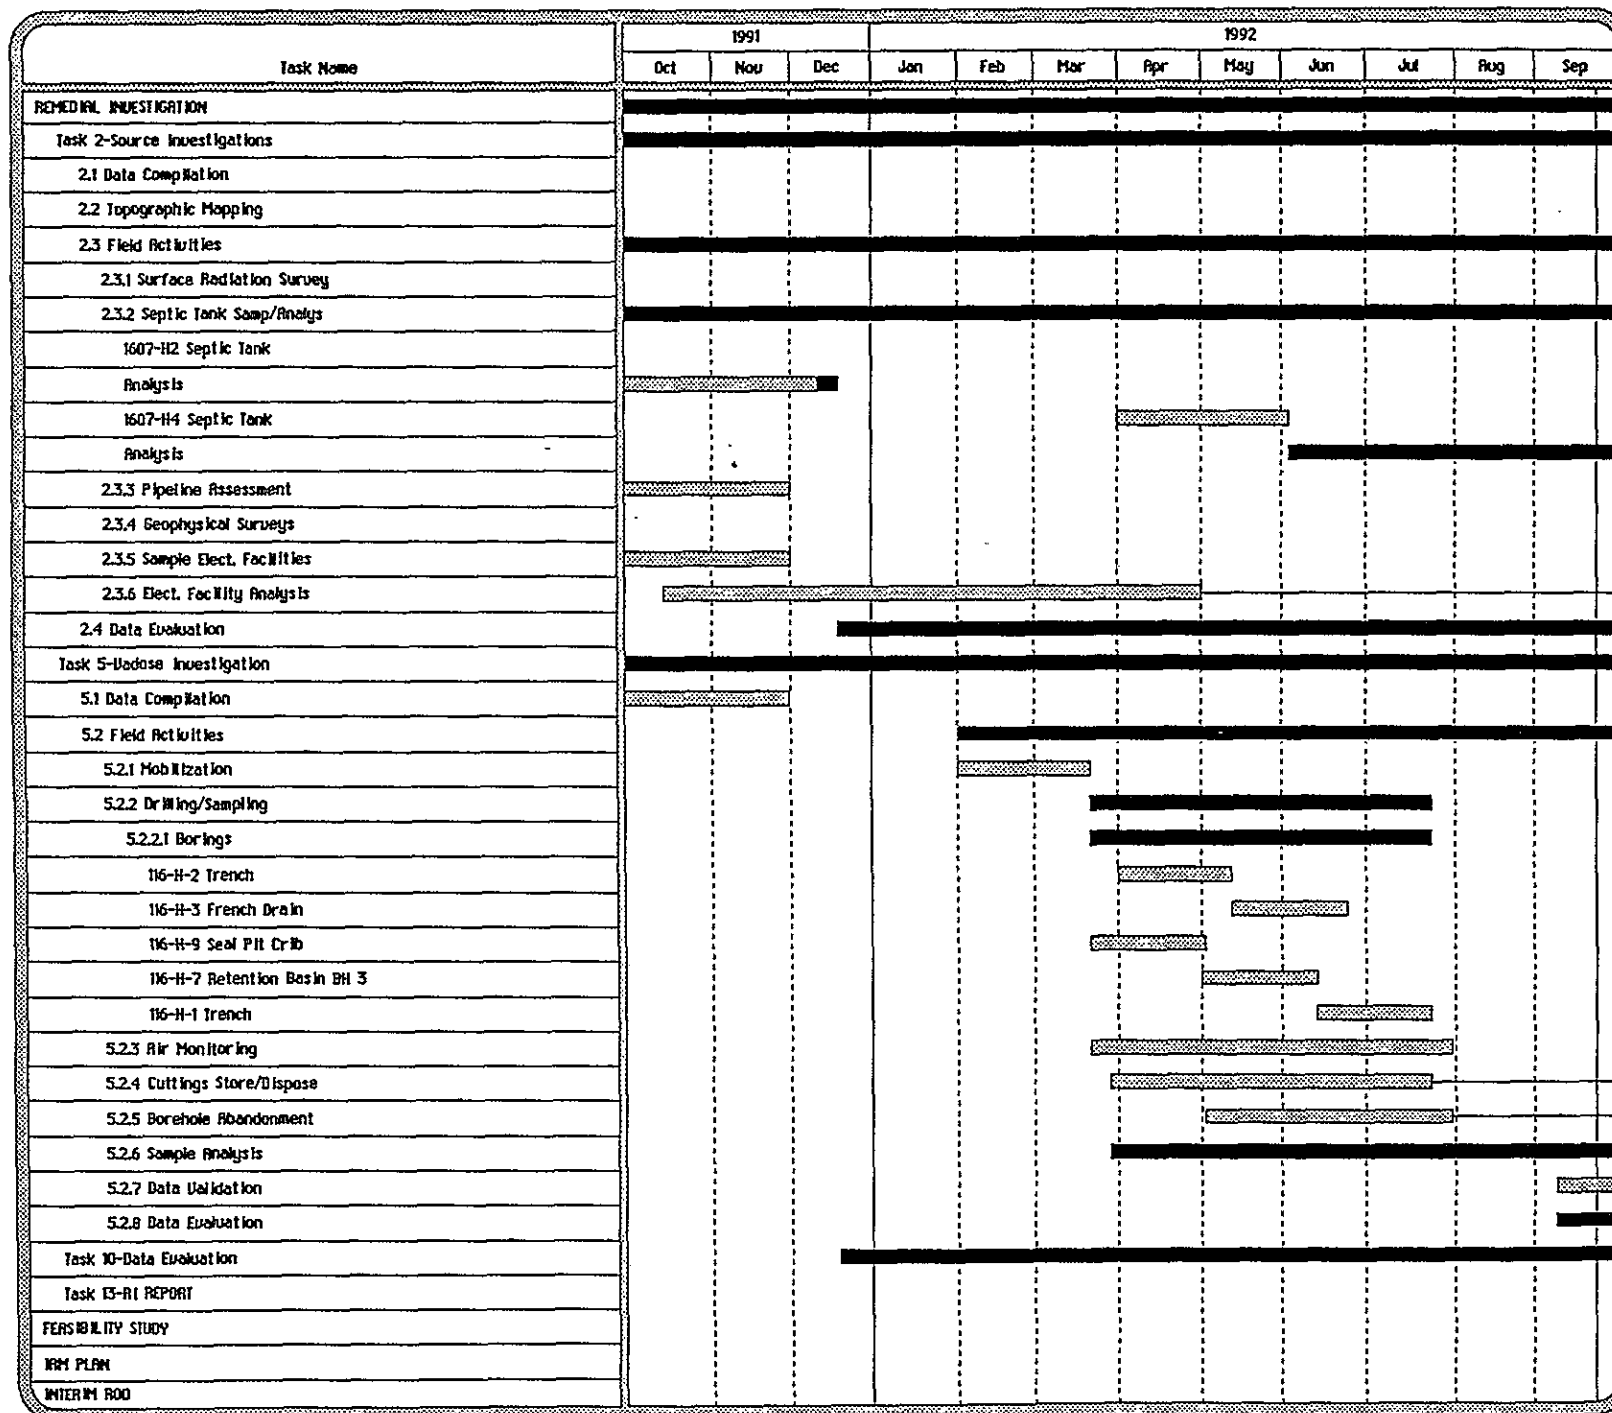 1991 1992
Task Name Oct Nov Dec Jan Feb Mar Apr May Jun Jul Aug Sep
REMEDIAL INVESTIGATION
Task 2-Source Investigations
2.1 Data Compilation
2.2 Topographic Mapping
2.3 Field Activities
2.3.1 Surface Radiation Survey
2.3.2 Septic Tank Samp/Analys
1607-H2 Septic Tank
Analysis
1607-H4 Septic Tank
Analysis
2.3.3 Pipeline Assessment
2.3.4 Geophysical Surveys
2.3.5 Sample Elect. Facilities
2.3.6 Elect. Facility Analysis
2.4 Data Evaluation
Task 5-Vadose Investigation
5.1 Data Compilation
5.2 Field Activities
5.2.1 Mobilization
5.2.2 Drilling/Sampling
5.2.2.1 Borings
116-H-2 Trench
116-H-3 French Drain
116-H-9 Seal Pit Crib
116-H-7 Retention Basin BH 3
116-H-1 Trench
5.2.3 Air Monitoring
5.2.4 Cuttings Store/Dispose
5.2.5 Borehole Abandonment
5.2.6 Sample Analysis
5.2.7 Data Validation
5.2.8 Data Evaluation
Task 10-Data Evaluation
Task 13-RI REPORT
FEASIBILITY STUDY
IRM PLAN
INTERIM ROD